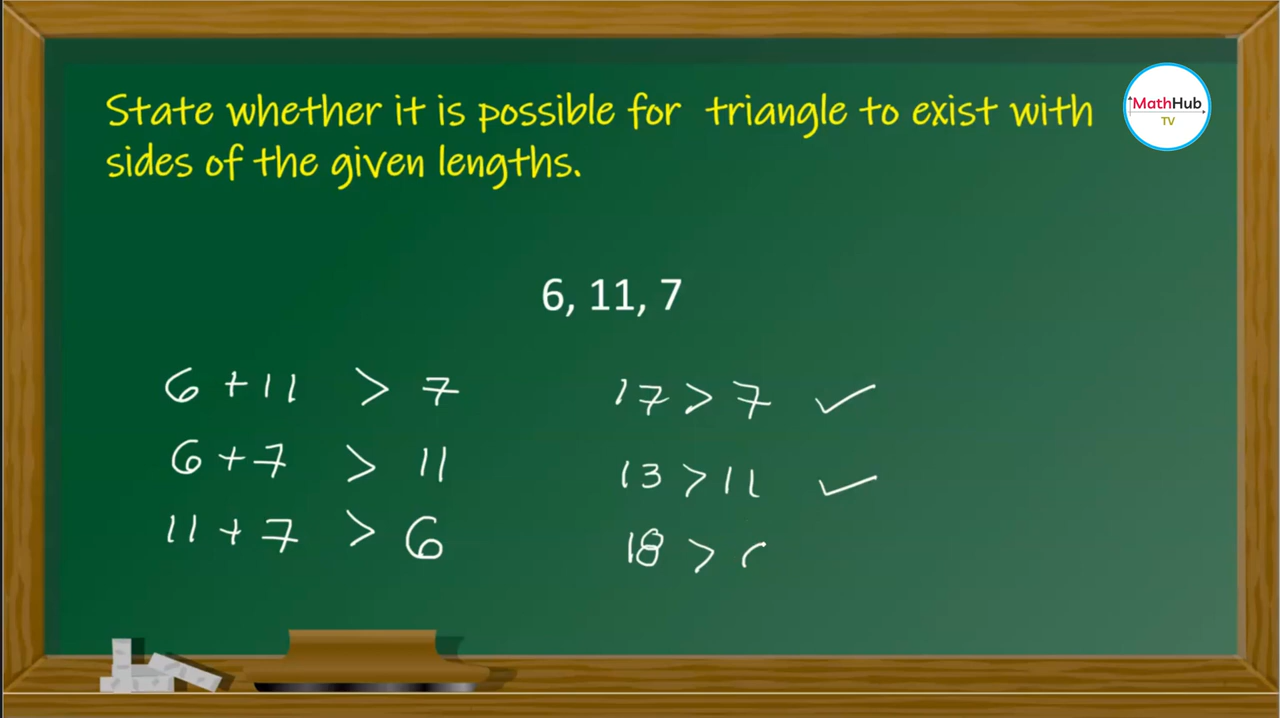 State whether it is possible for triangle to exist with
sides of the given lengths.
MathHub
TV
6, 11, 7
6 + 11 > 7
17 > 7 ✓
6 + 7 > 11
13 > 11 ✓
11 + 7 > 6
18 >